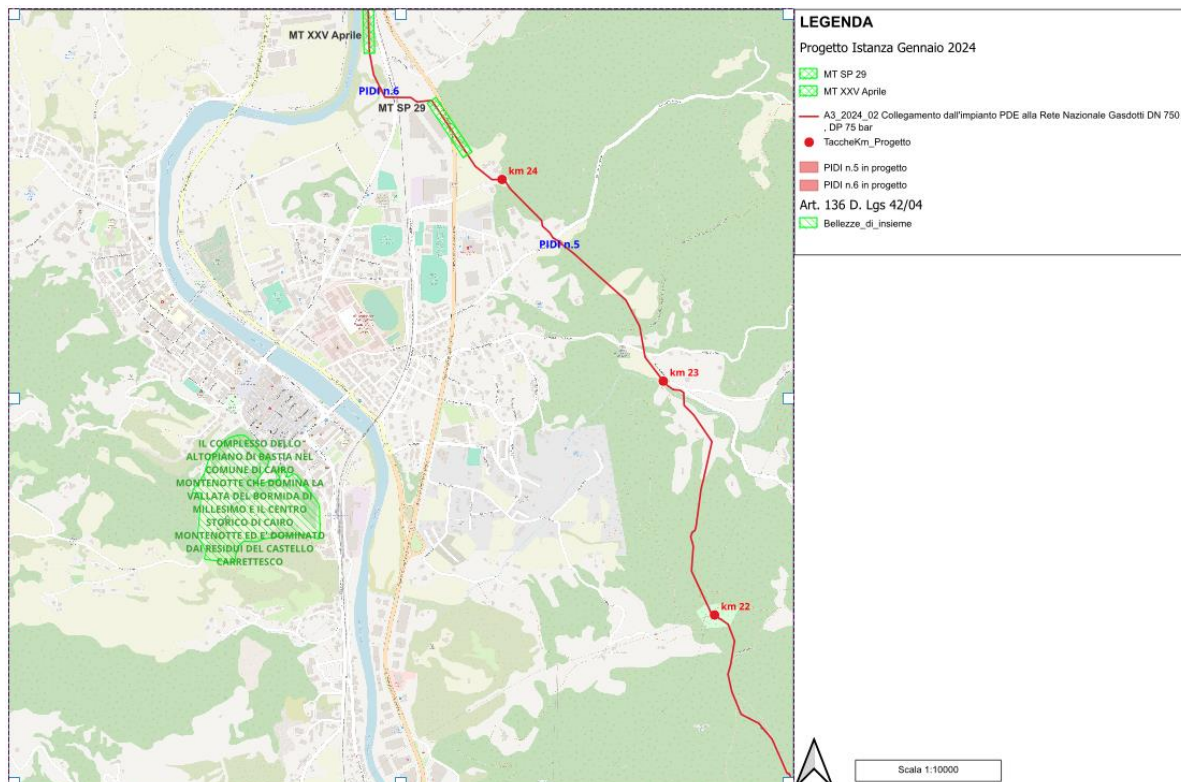 MT XXV Aprile
PIDI n.6
MT SP 29
km 24
PIDI n.5
km 23
IL COMPLESSO DELLO
ALTOPIANO DI BASTIA NEL
COMUNE DI CAIRO
MONTENOTTE CHE DOMINA LA
VALLATA DEL BORMIDA DI
MILLESIMO E IL CENTRO
STORICO DI CAIRO
MONTENOTTE ED E' DOMINATO
DAI RESIDUI DEL CASTELLO
CARRETTESCO
km 22
LEGENDA
Progetto Istanza Gennaio 2024
MT SP 29
MT XXV Aprile
A3_2024_02 Collegamento dall'impianto PDE alla Rete Nazionale Gasdotti DN 750
, DP 75 bar
TaccheKm_Progetto
PIDI n.5 in progetto
PIDI n.6 in progetto
Art. 136 D. Lgs 42/04
Bellezze_di_insieme
Scala 1:10000